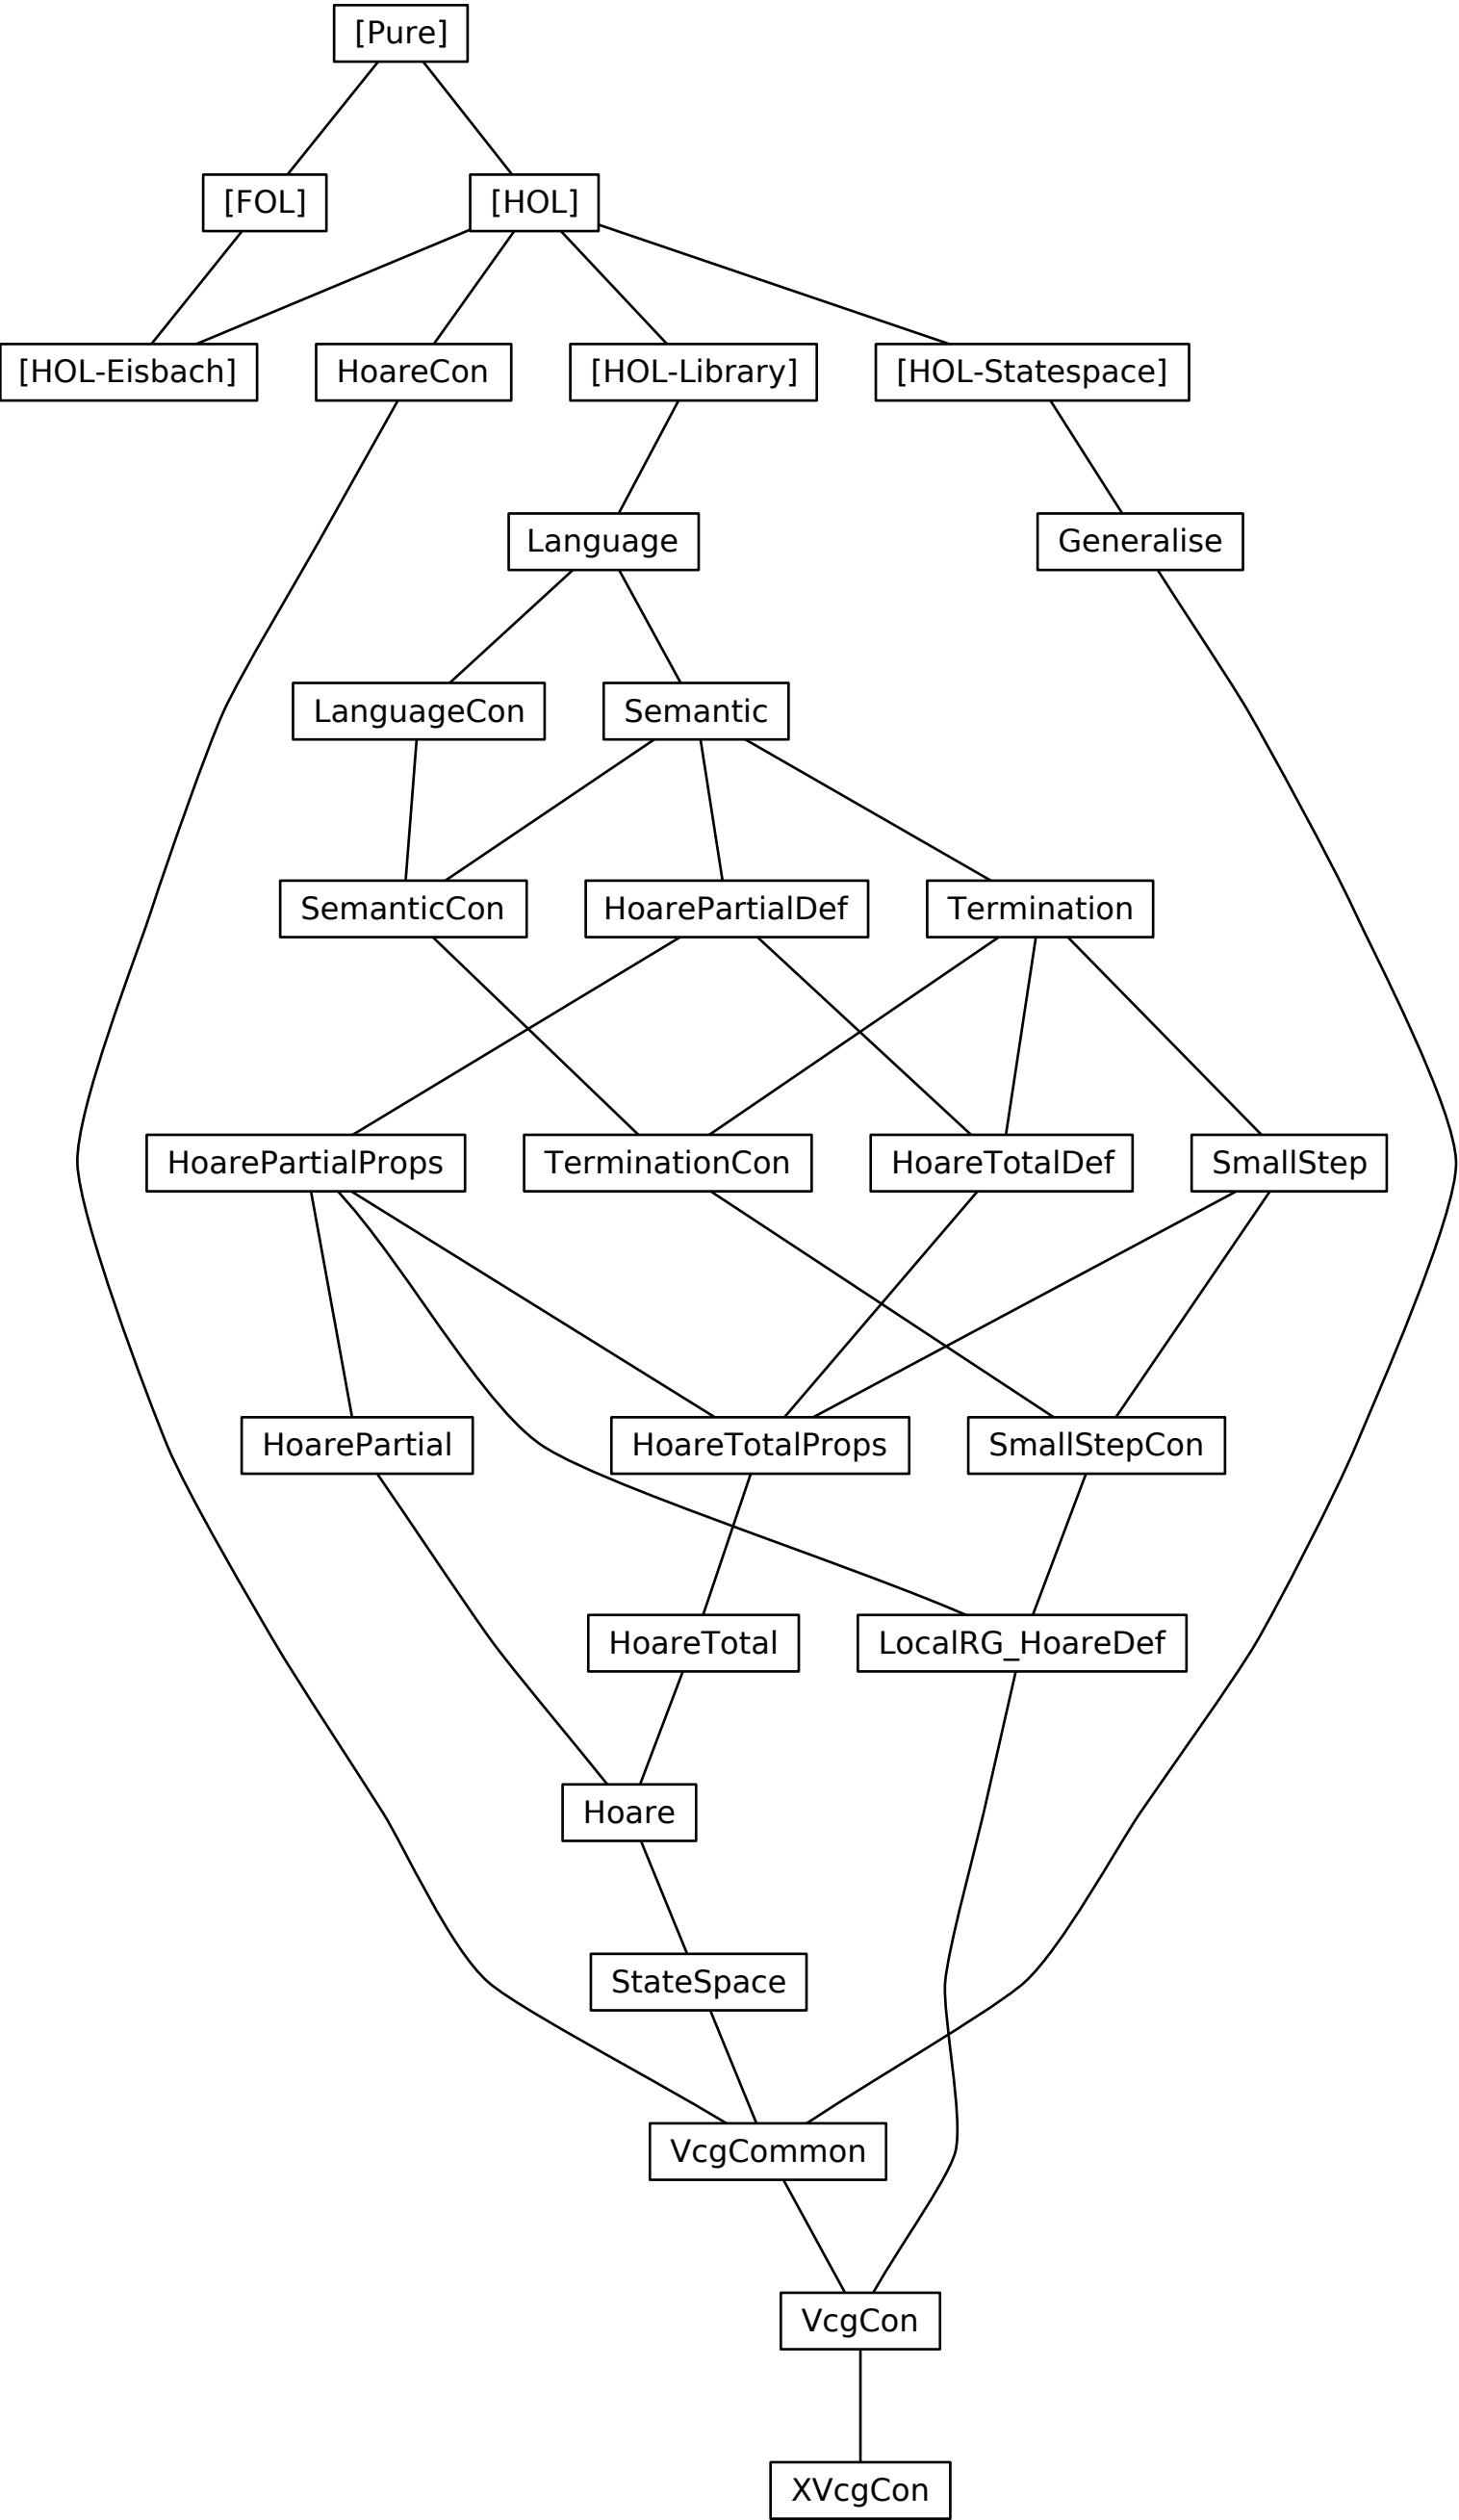 [Pure]
[FOL]
[HOL]
[HOL-Eisbach]
HoareCon
[HOL-Library]
[HOL-Statespace]
Language
Generalise
LanguageCon
Semantic
SemanticCon
HoarePartialDef
Termination
HoarePartialProps
TerminationCon
HoareTotalDef
SmallStep
HoarePartial
HoareTotalProps
SmallStepCon
HoareTotal
LocalRG_HoareDef
Hoare
StateSpace
VcgCommon
VcgCon
XVcgCon